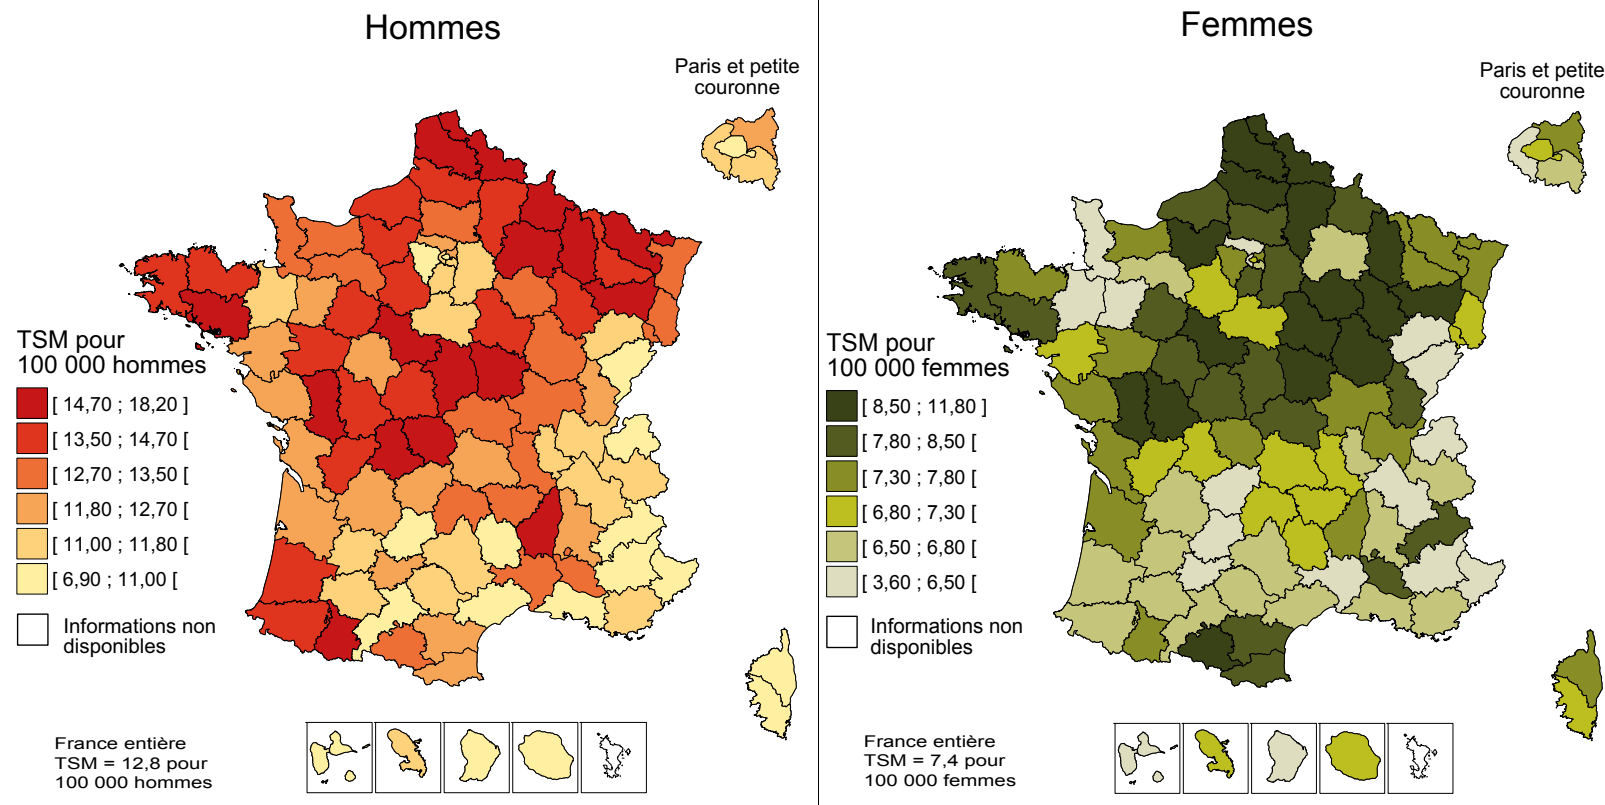 Hommes
Paris et petite
couronne
TSM pour
100 000 hommes
[ 14,70 ; 18,20 ]
[ 13,50 ; 14,70 [
[ 12,70 ; 13,50 [
[ 11,80 ; 12,70 [
[ 11,00 ; 11,80 [
[ 6,90 ; 11,00 [
Informations non
disponibles
France entière
TSM = 12,8 pour
100 000 hommes
Femmes
Paris et petite
couronne
TSM pour
100 000 femmes
[ 8,50 ; 11,80 ]
[ 7,80 ; 8,50 [
[ 7,30 ; 7,80 [
[ 6,80 ; 7,30 [
[ 6,50 ; 6,80 [
[ 3,60 ; 6,50 [
Informations non
disponibles
France entière
TSM = 7,4 pour
100 000 femmes